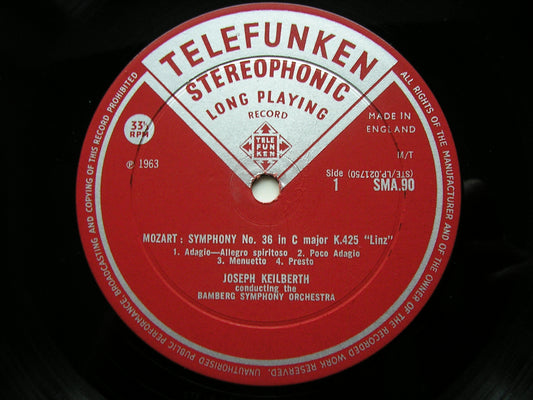 TELEFUNKEN
STEREOPHONIC
LONG PLAYING
RECORD
TELE
FUN
KEN
33⅓
RPM
MADE IN
ENGLAND
℗ 1963
(STE/LP.021750)
Side
1
SMA.90
MOZART: SYMPHONY No. 36 in C major K.425 "Linz"
1. Adagio—Allegro spiritoso 2. Poco Adagio
3. Menuetto 4. Presto
JOSEPH KEILBERTH
conducting the
BAMBERG SYMPHONY ORCHESTRA
ALL RIGHTS OF THE MANUFACTURER AND OF THE OWNER OF THE RECORDED WORK RESERVED. UNAUTHORISED PUBLIC PERFORMANCE, BROADCASTING AND COPYING OF THIS RECORD PROHIBITED